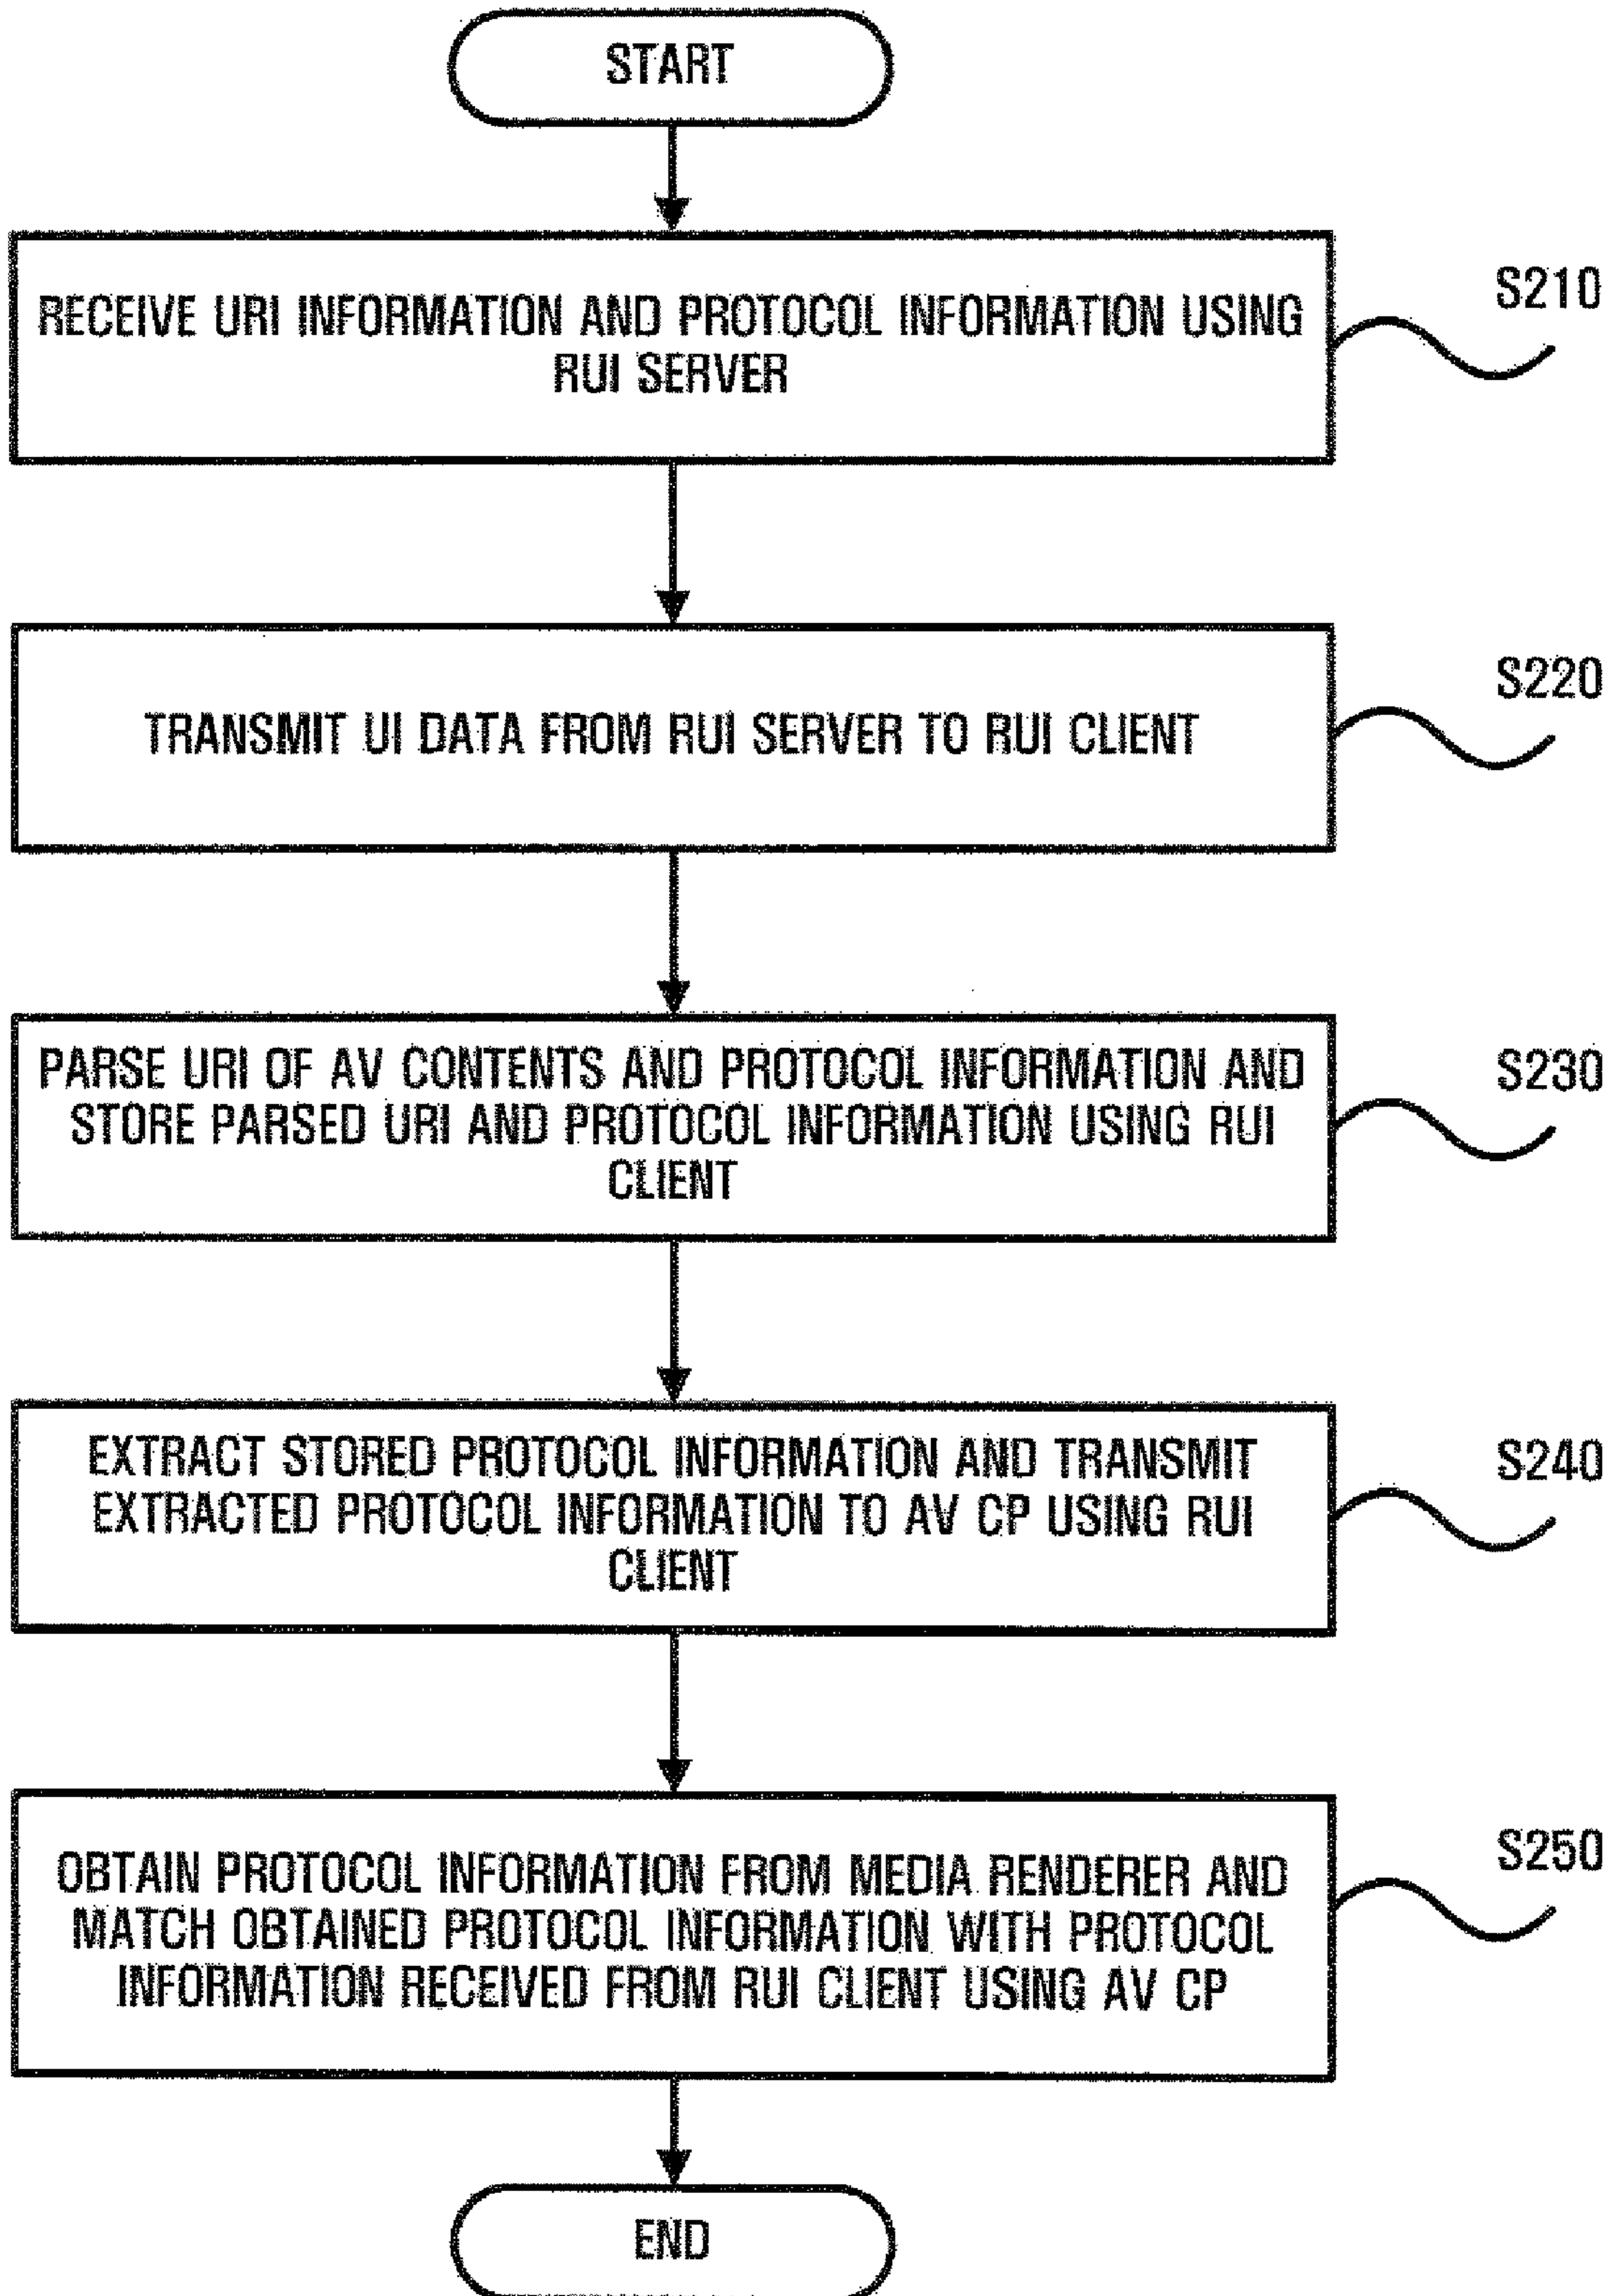 START
RECEIVE URI INFORMATION AND PROTOCOL INFORMATION USING
RUI SERVER
S210
TRANSMIT UI DATA FROM RUI SERVER TO RUI CLIENT
S220
PARSE URI OF AV CONTENTS AND PROTOCOL INFORMATION AND
STORE PARSED URI AND PROTOCOL INFORMATION USING RUI
CLIENT
S230
EXTRACT STORED PROTOCOL INFORMATION AND TRANSMIT
EXTRACTED PROTOCOL INFORMATION TO AV CP USING RUI
CLIENT
S240
OBTAIN PROTOCOL INFORMATION FROM MEDIA RENDERER AND
MATCH OBTAINED PROTOCOL INFORMATION WITH PROTOCOL
INFORMATION RECEIVED FROM RUI CLIENT USING AV CP
S250
END